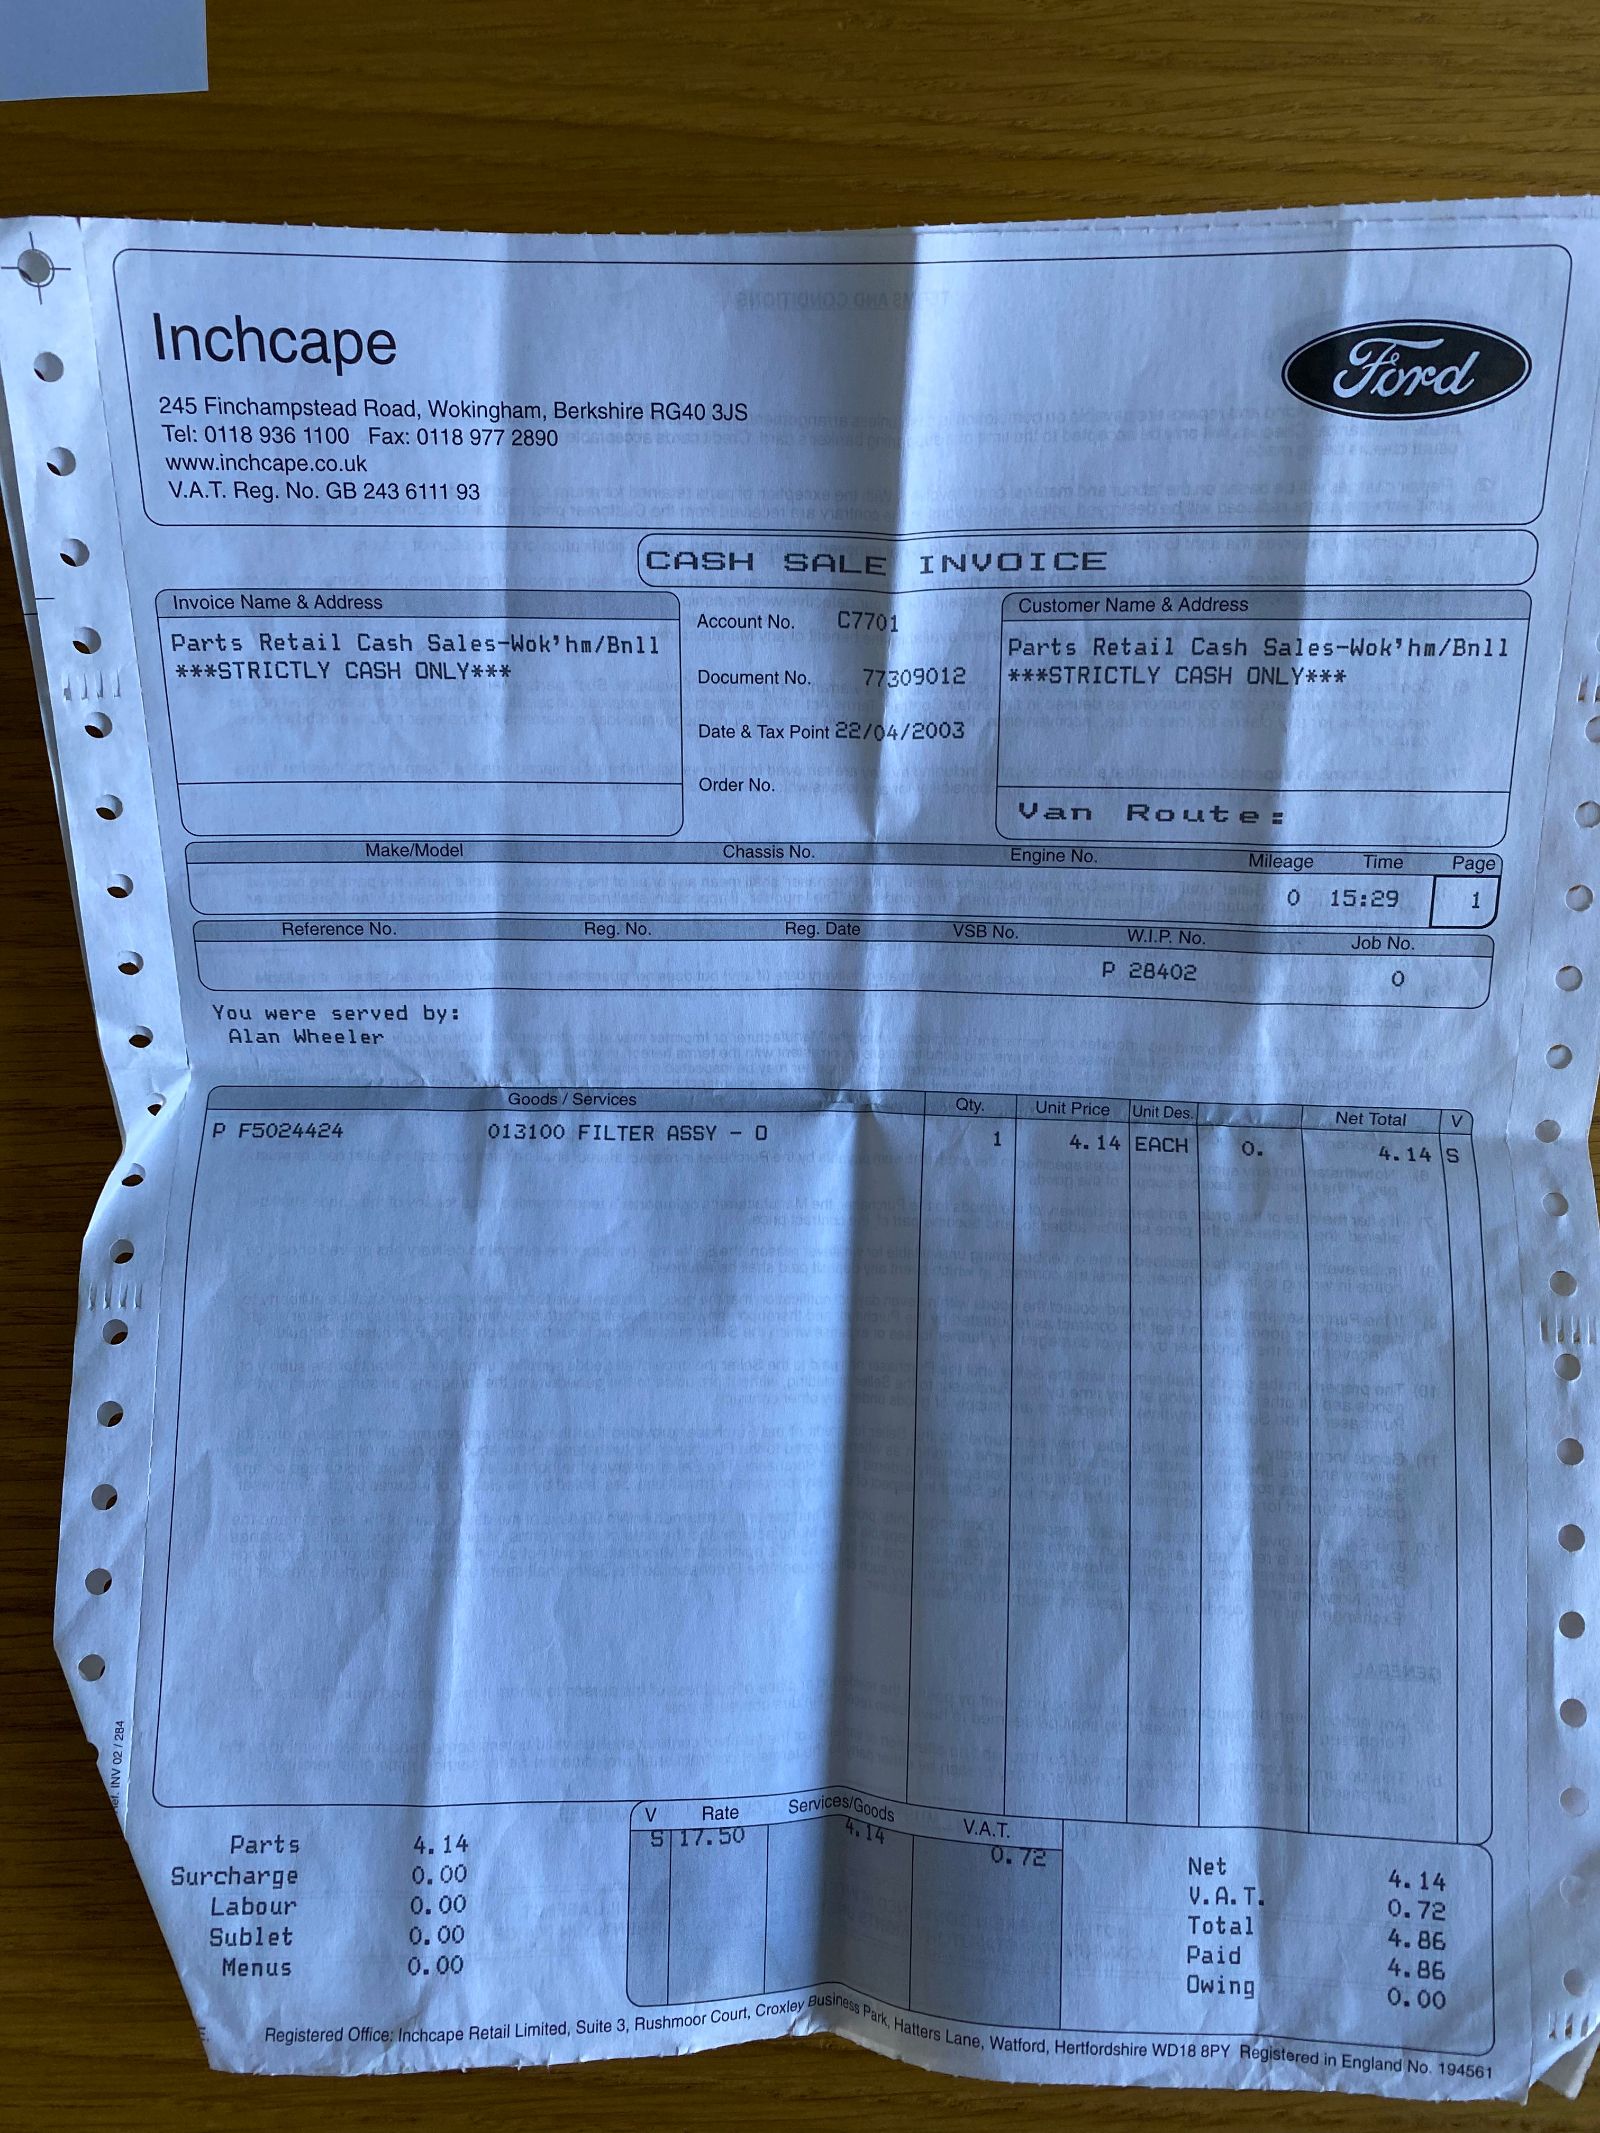 Inchcape
Ford
245 Finchampstead Road, Wokingham, Berkshire RG40 3JS
Tel: 0118 936 1100 Fax: 0118 977 2890
www.inchcape.co.uk
V.A.T. Reg. No. GB 243 6111 93
CASH SALE INVOICE
Invoice Name & Address
Parts Retail Cash Sales-Wok'hm/Bnll
***STRICTLY CASH ONLY***
Account No. C7701
Document No. 77309012
Date & Tax Point 22/04/2003
Order No.
Customer Name & Address
Parts Retail Cash Sales-Wok'hm/Bnll
***STRICTLY CASH ONLY***
Van Route:
Make/Model Chassis No. Engine No. Mileage Time Page
0 15:29 1
Reference No. Reg. No. Reg. Date VSB No. W.I.P. No. Job No.
P 28402 0
You were served by:
Alan Wheeler
Goods / Services Qty. Unit Price Unit Des. Net Total V
P F5024424 013100 FILTER ASSY - O 1 4.14 EACH 0. 4.14 S
INV 02 / 284
Parts 4.14
Surcharge 0.00
Labour 0.00
Sublet 0.00
Menus 0.00
V Rate Services/Goods V.A.T.
S 17.50 4.14 0.72
Net 4.14
V.A.T. 0.72
Total 4.86
Paid 4.86
Owing 0.00
Registered Office: Inchcape Retail Limited, Suite 3, Rushmoor Court, Croxley Business Park, Hatters Lane, Watford, Hertfordshire WD18 8PY Registered in England No. 194561